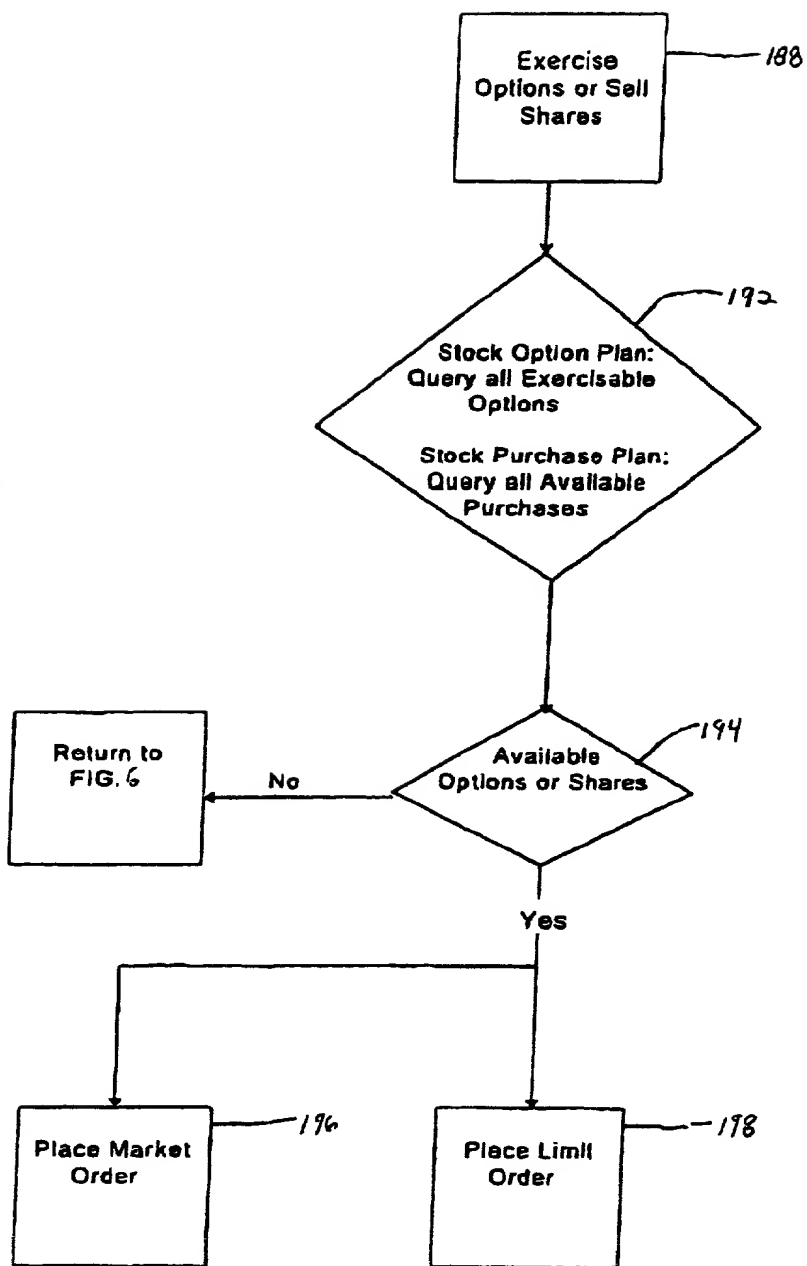 Exercise
Options or Sell
Shares
188
192
Stock Option Plan:
Query all Exercisable
Options
Stock Purchase Plan:
Query all Available
Purchases
194
Available
Options or Shares
Return to
FIG. 6
No
Yes
Place Market
Order
196
Place Limit
Order
198